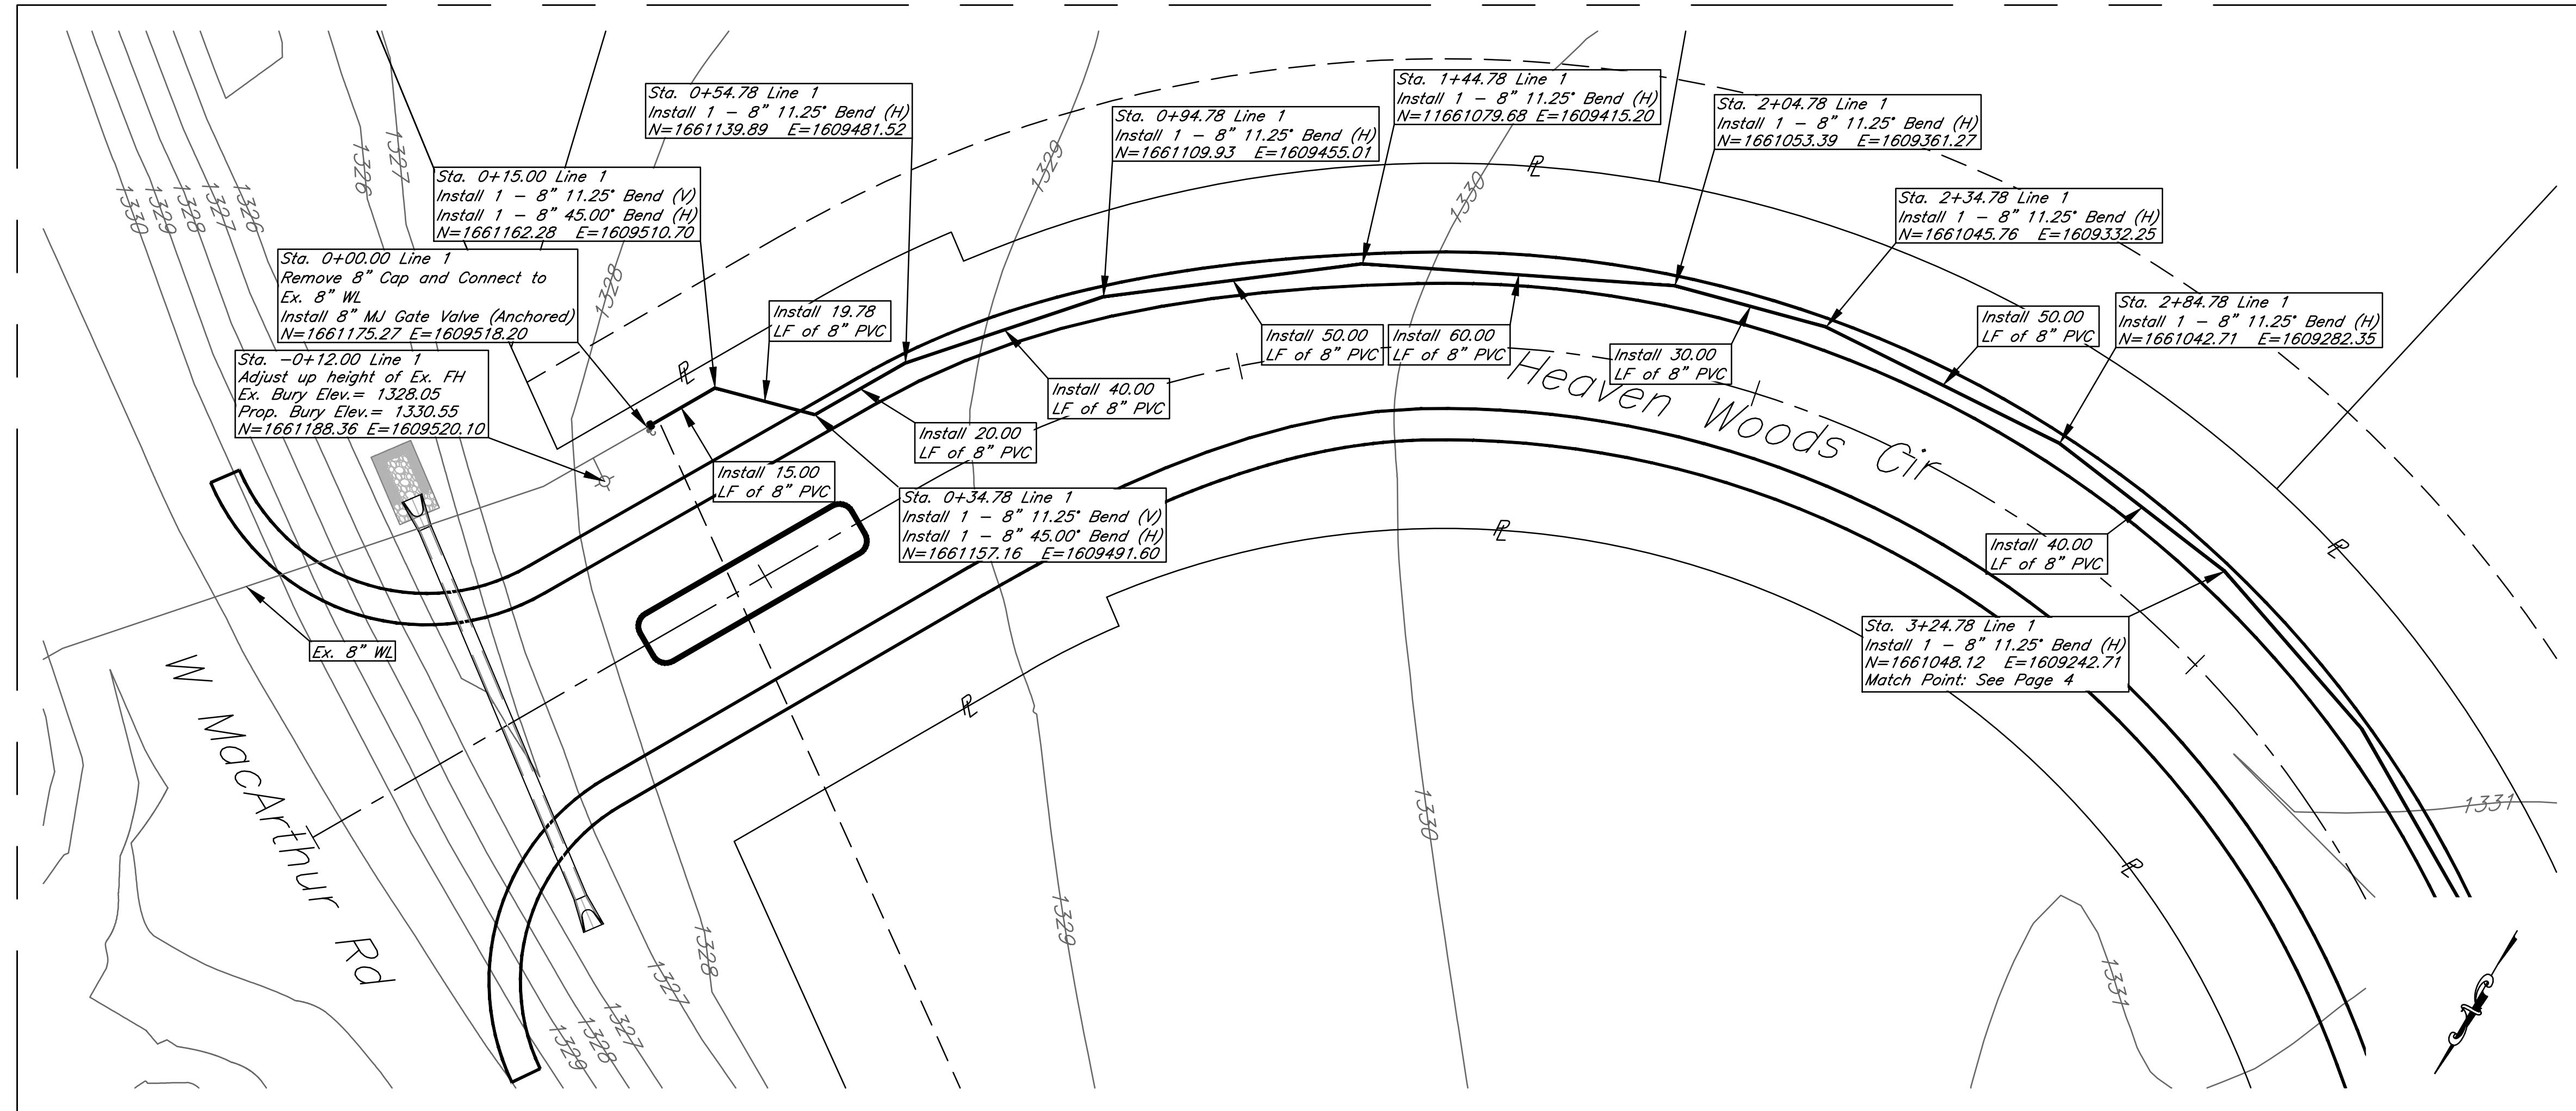 Sta. 0+54.78 Line 1
Install 1 - 8" 11.25° Bend (H)
N=1661139.89 E=1609481.52
Sta. 0+94.78 Line 1
Install 1 - 8" 11.25° Bend (H)
N=1661109.93 E=1609455.01
Sta. 1+44.78 Line 1
Install 1 - 8" 11.25° Bend (H)
N=11661079.68 E=1609415.20
Sta. 2+04.78 Line 1
Install 1 - 8" 11.25° Bend (H)
N=1661053.39 E=1609361.27
Sta. 2+34.78 Line 1
Install 1 - 8" 11.25° Bend (H)
N=1661045.76 E=1609332.25
Sta. 2+84.78 Line 1
Install 1 - 8" 11.25° Bend (H)
N=1661042.71 E=1609282.35
Sta. 0+15.00 Line 1
Install 1 - 8" 11.25° Bend (V)
Install 1 - 8" 45.00° Bend (H)
N=1661162.28 E=1609510.70
Sta. 0+00.00 Line 1
Remove 8" Cap and Connect to
Ex. 8" WL
Install 8" MJ Gate Valve (Anchored)
N=1661175.27 E=1609518.20
Sta. -0+12.00 Line 1
Adjust up height of Ex. FH
Ex. Bury Elev.= 1328.05
Prop. Bury Elev.= 1330.55
N=1661188.36 E=1609520.10
Install 19.78
LF of 8" PVC
Install 15.00
LF of 8" PVC
Install 20.00
LF of 8" PVC
Install 40.00
LF of 8" PVC
Install 50.00
LF of 8" PVC
Install 60.00
LF of 8" PVC
Install 30.00
LF of 8" PVC
Install 50.00
LF of 8" PVC
Install 40.00
LF of 8" PVC
Sta. 0+34.78 Line 1
Install 1 - 8" 11.25° Bend (V)
Install 1 - 8" 45.00° Bend (H)
N=1661157.16 E=1609491.60
Sta. 3+24.78 Line 1
Install 1 - 8" 11.25° Bend (H)
N=1661048.12 E=1609242.71
Match Point: See Page 4
Ex. 8" WL
W MacArthur Rd
Heaven Woods Cir
1330
1329
1328
1327
1326
1326
1327
1328
1329
1330
1331
1331
1330
1329
1328
1327
1327
1328
1329
PL
PL
PL
PL
PL
PL